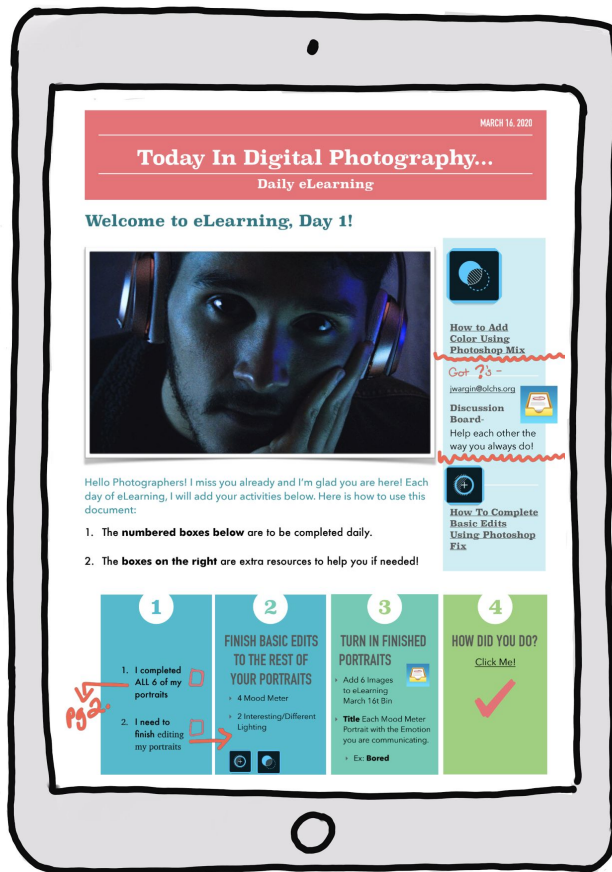 MARCH 16, 2020
Today In Digital Photography...
Daily eLearning
Welcome to eLearning, Day 1!
How to Add
Color Using
Photoshop Mix
Got ?'s -
jwargin@olchs.org
Discussion
Board-
Help each other the
way you always do!
How To Complete
Basic Edits
Using Photoshop
Fix
Hello Photographers! I miss you already and I'm glad you are here! Each
day of eLearning, I will add your activities below. Here is how to use this
document:
1. The numbered boxes below are to be completed daily.
2. The boxes on the right are extra resources to help you if needed!
1
1. I completed
ALL 6 of my
portraits
2. I need to
finish editing
my portraits
pg 2.
2
FINISH BASIC EDITS
TO THE REST OF
YOUR PORTRAITS
› 4 Mood Meter
› 2 Interesting/Different
Lighting
3
TURN IN FINISHED
PORTRAITS
› Add 6 Images
to eLearning
March 16t Bin
› Title Each Mood Meter
Portrait with the Emotion
you are communicating.
› Ex: Bored
4
HOW DID YOU DO?
Click Me!